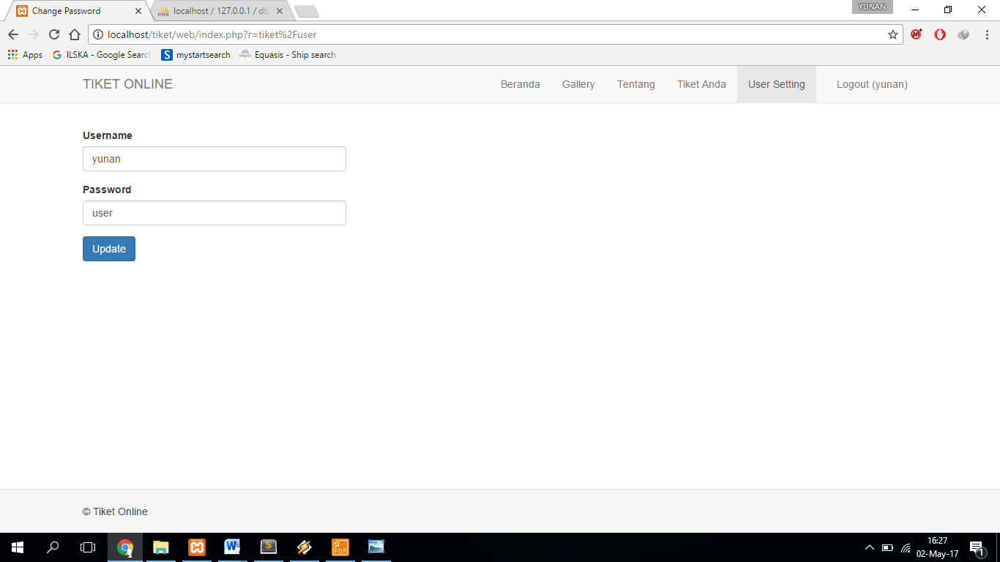 Change Password
localhost / 127.0.0.1 / db
YUNAN
localhost/tiket/web/index.php?r=tiket%2Fuser
Apps
ILSKA - Google Search
mystartsearch
Equasis - Ship search
TIKET ONLINE
Beranda
Gallery
Tentang
Tiket Anda
User Setting
Logout (yunan)
Username
yunan
Password
user
Update
© Tiket Online
16:27
02-May-17
1